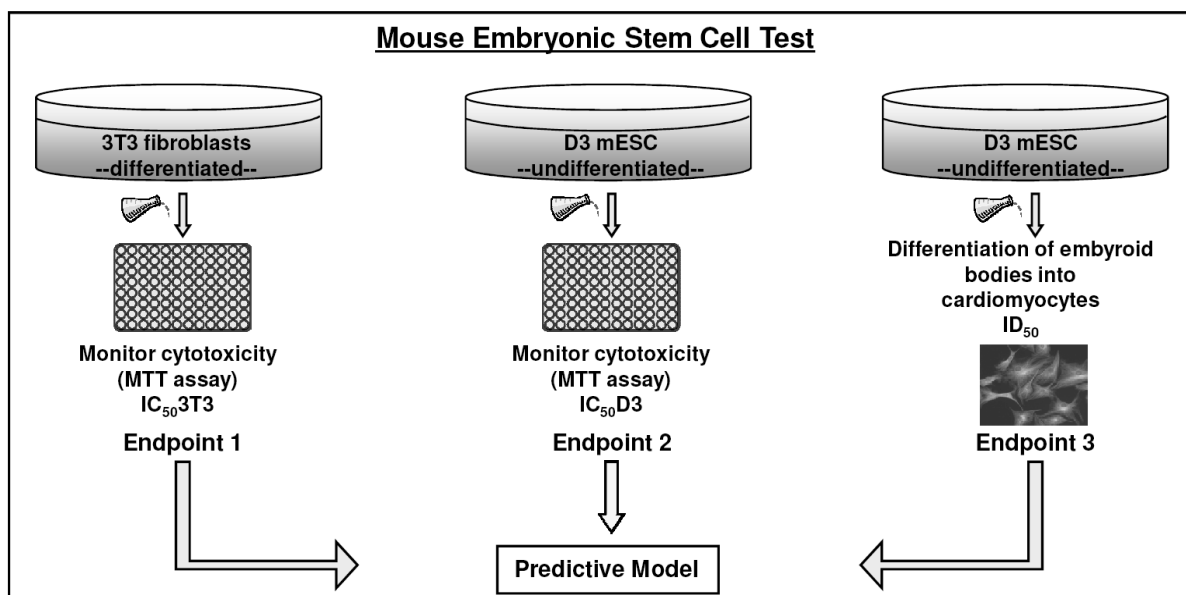 Mouse Embryonic Stem Cell Test
3T3 fibroblasts
--differentiated--
Monitor cytotoxicity
(MTT assay)
IC₅₀3T3
Endpoint 1
D3 mESC
--undifferentiated--
Monitor cytotoxicity
(MTT assay)
IC₅₀D3
Endpoint 2
D3 mESC
--undifferentiated--
Differentiation of embyroid
bodies into
cardiomyocytes
ID₅₀
Endpoint 3
Predictive Model